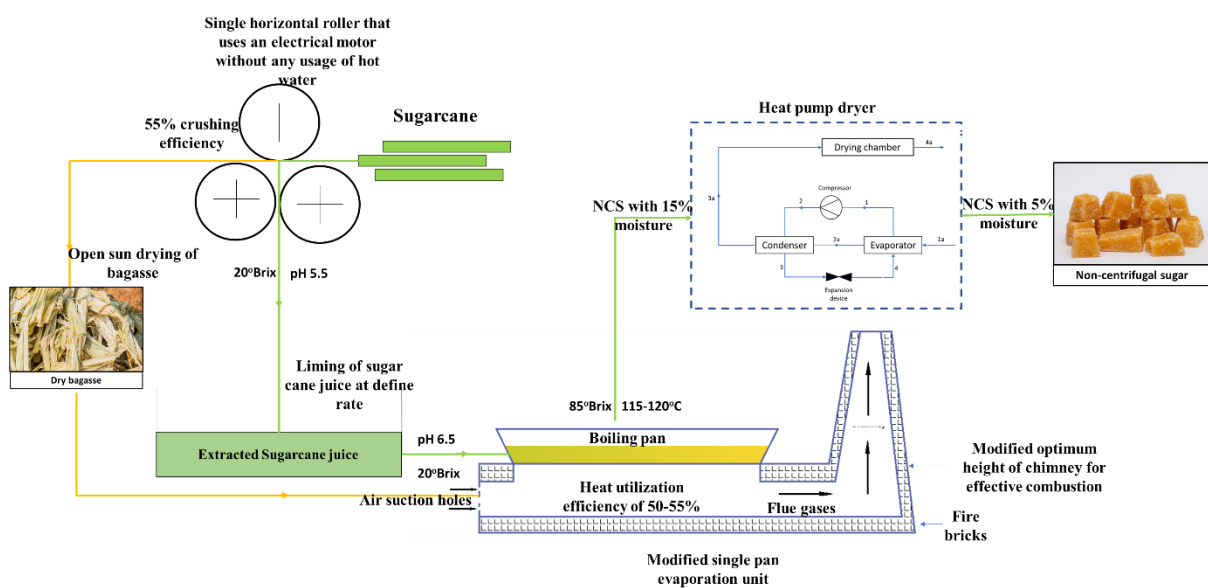 Single horizontal roller that
uses an electrical motor
without any usage of hot
water
55% crushing
efficiency
Sugarcane
Open sun drying of
bagasse
20°Brix
pH 5.5
Dry bagasse
Liming of sugar
cane juice at define
rate
Extracted Sugarcane juice
pH 6.5
20°Brix
Air suction holes
85°Brix
115-120°C
Boiling pan
Heat utilization
efficiency of 50-55%
Flue gases
Modified single pan
evaporation unit
Modified optimum
height of chimney for
effective combustion
Fire
bricks
NCS with 15%
moisture
Heat pump dryer
Drying chamber
4a
3a
Compressor
2
1
Condenser
2a
Evaporator
1a
3
4
Expansion
device
NCS with 5%
moisture
Non-centrifugal sugar